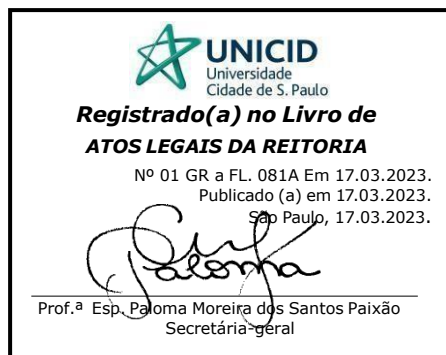 UNICID
Universidade
Cidade de S. Paulo
Registrado(a) no Livro de
ATOS LEGAIS DA REITORIA
Nº 01 GR a FL. 081A Em 17.03.2023.
Publicado (a) em 17.03.2023.
São Paulo, 17.03.2023.
Paloma
Prof.ª Esp. Paloma Moreira dos Santos Paixão
Secretária-geral